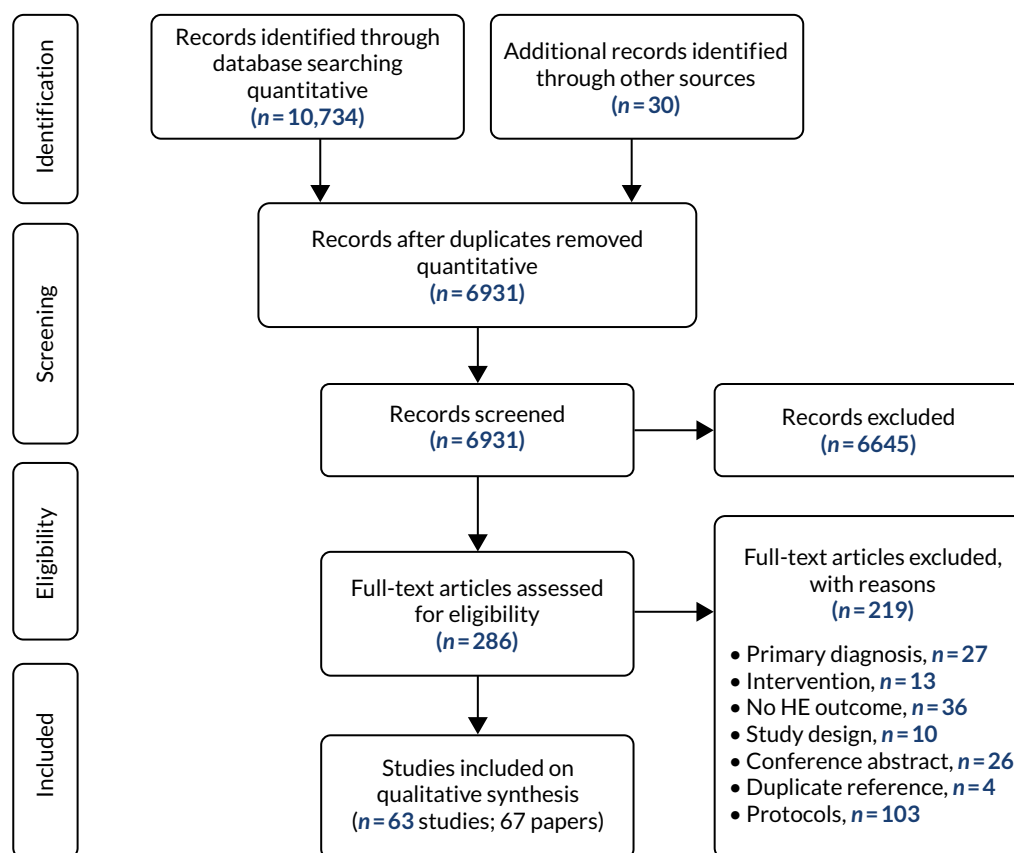 Identification
Records identified through
database searching
quantitative
(n = 10,734)
Additional records identified
through other sources
(n = 30)
Records after duplicates removed
quantitative
(n = 6931)
Screening
Records screened
(n = 6931)
Records excluded
(n = 6645)
Eligibility
Full-text articles assessed
for eligibility
(n = 286)
Full-text articles excluded,
with reasons
(n = 219)
• Primary diagnosis, n = 27
• Intervention, n = 13
• No HE outcome, n = 36
• Study design, n = 10
• Conference abstract, n = 26
• Duplicate reference, n = 4
• Protocols, n = 103
Included
Studies included on
qualitative synthesis
(n = 63 studies; 67 papers)